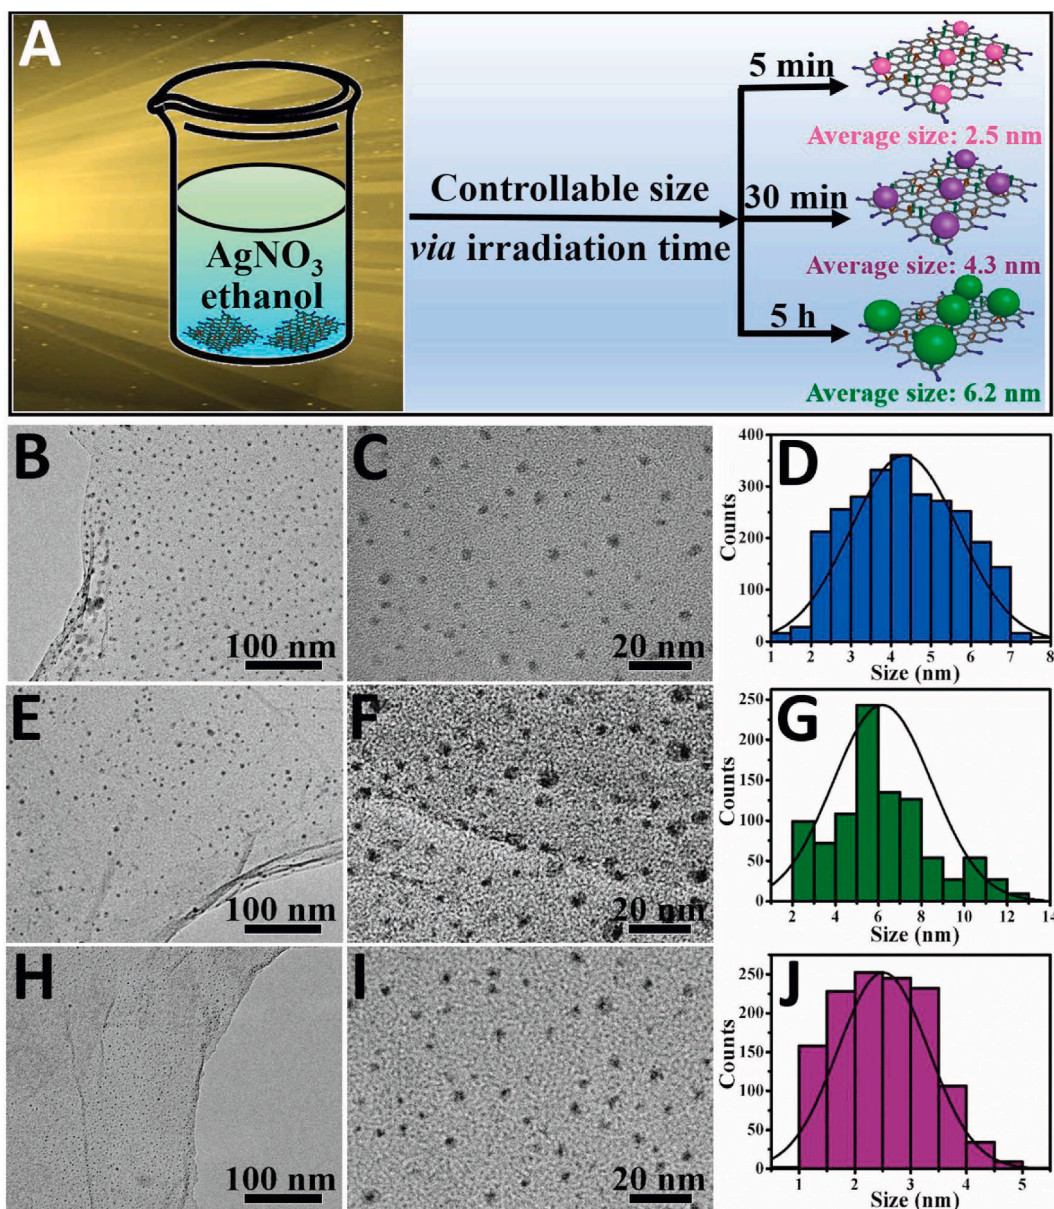 A
AgNO3
ethanol
Controllable size
via irradiation time
5 min
Average size: 2.5 nm
30 min
Average size: 4.3 nm
5 h
Average size: 6.2 nm
B
100 nm
C
20 nm
D
Counts
400
300
200
100
0
1 2 3 4 5 6 7 8
Size (nm)
E
100 nm
F
20 nm
G
Counts
250
200
150
100
50
0
2 4 6 8 10 12 14
Size (nm)
H
100 nm
I
20 nm
J
Counts
250
200
150
100
50
0
1 2 3 4 5
Size (nm)